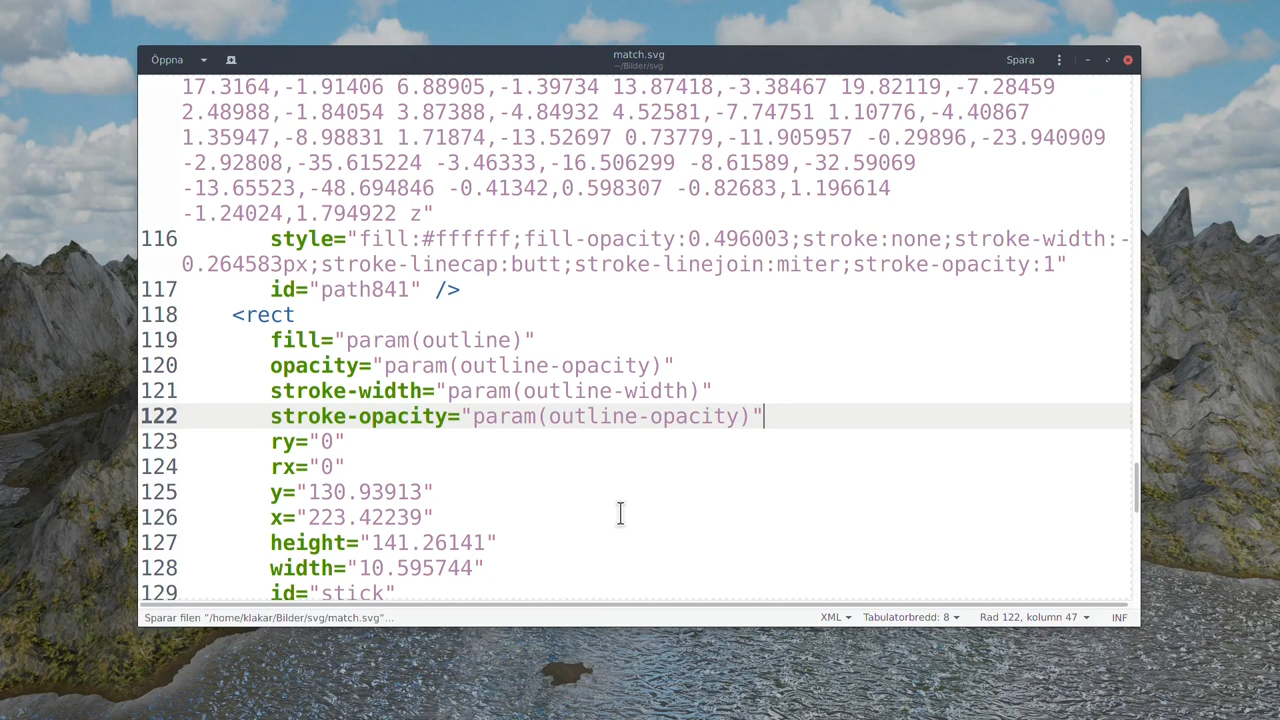 Öppna
match.svg
~/Bilder/svg
Spara
17.3164,-1.91406 6.88905,-1.39734 13.87418,-3.38467 19.82119,-7.28459
2.48988,-1.84054 3.87388,-4.84932 4.52581,-7.74751 1.10776,-4.40867
1.35947,-8.98831 1.71874,-13.52697 0.73779,-11.905957 -0.29896,-23.940909
-2.92808,-35.615224 -3.46333,-16.506299 -8.61589,-32.59069
-13.65523,-48.694846 -0.41342,0.598307 -0.82683,1.196614
-1.24024,1.794922 z"
116 style="fill:#ffffff;fill-opacity:0.496003;stroke:none;stroke-width:-
0.264583px;stroke-linecap:butt;stroke-linejoin:miter;stroke-opacity:1"
117 id="path841" />
118 <rect
119 fill="param(outline)"
120 opacity="param(outline-opacity)"
121 stroke-width="param(outline-width)"
122 stroke-opacity="param(outline-opacity)"
123 ry="0"
124 rx="0"
125 y="130.93913"
126 x="223.42239"
127 height="141.26141"
128 width="10.595744"
129 id="stick"
Sparar filen "/home/klakar/Bilder/svg/match.svg"…
XML
Tabulatorbredd: 8
Rad 122, kolumn 47
INF